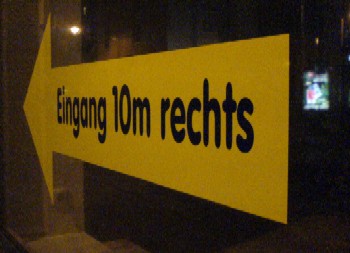 Eingang 10m rechts